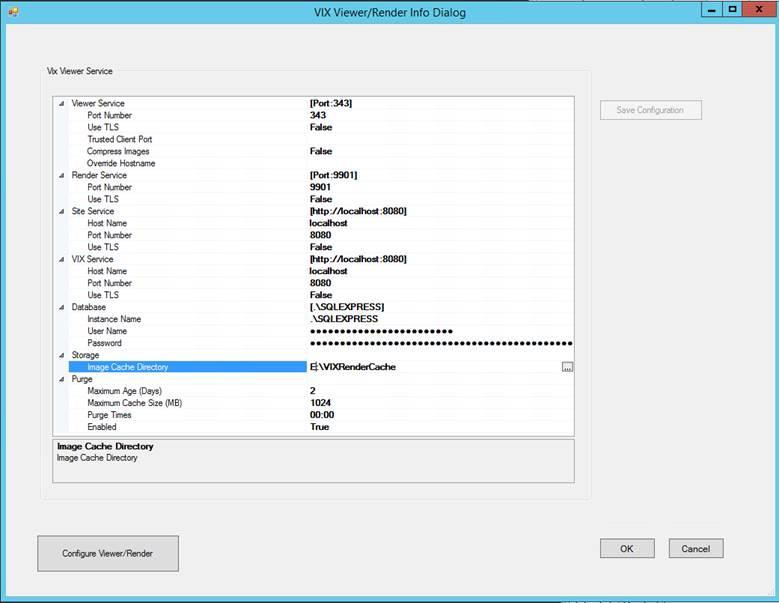 VIX Viewer/Render Info Dialog
Vix Viewer Service
Viewer Service [Port:343]
Port Number 343
Use TLS False
Trusted Client Port
Compress Images False
Override Hostname
Render Service [Port:9901]
Port Number 9901
Use TLS False
Site Service [http://localhost:8080]
Host Name localhost
Port Number 8080
Use TLS False
VIX Service [http://localhost:8080]
Host Name localhost
Port Number 8080
Use TLS False
Database [.\SQLEXPRESS]
Instance Name .\SQLEXPRESS
User Name ●●●●●●●●●●●●●●●●●●●●●●●●
Password ●●●●●●●●●●●●●●●●●●●●●●●●●●●●●●●●●●●●●●●●●●●●
Storage
Image Cache Directory E:\VIXRenderCache ...
Purge
Maximum Age (Days) 2
Maximum Cache Size (MB) 1024
Purge Times 00:00
Enabled True
Image Cache Directory
Image Cache Directory
Save Configuration
Configure Viewer/Render
OK Cancel